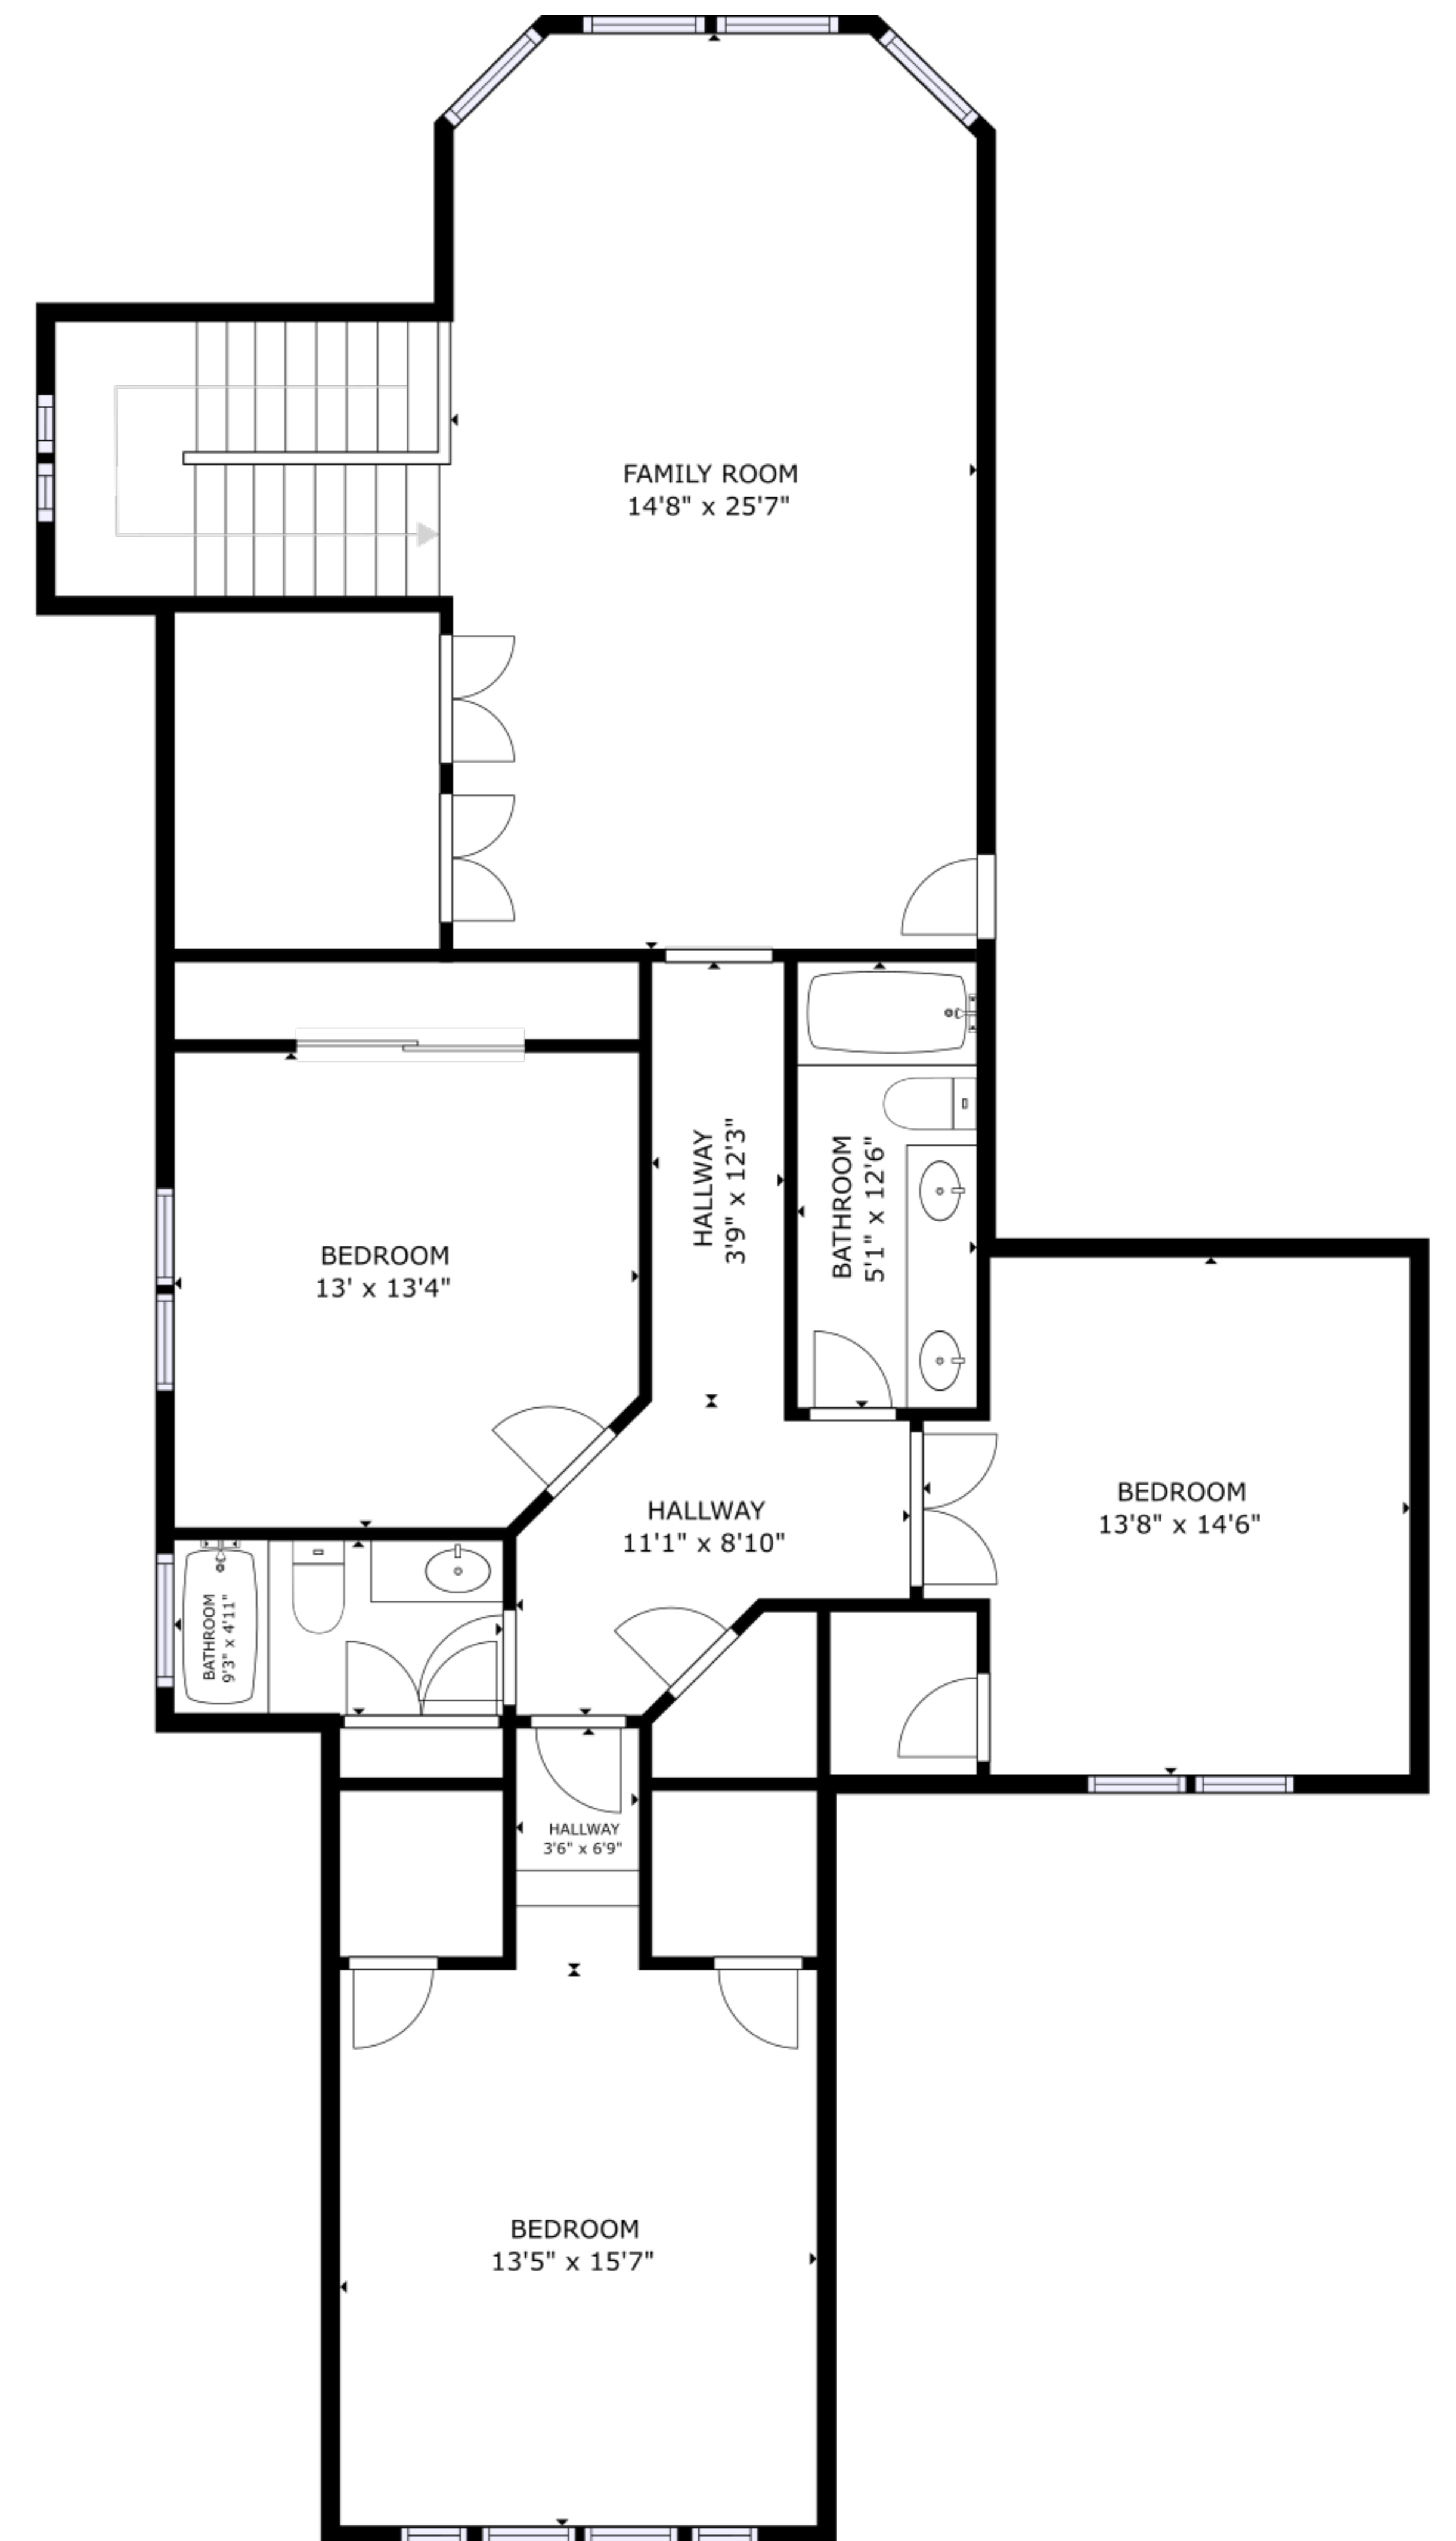 FAMILY ROOM
14'8" x 25'7"
HALLWAY
3'9" x 12'3"
BATHROOM
5'1" x 12'6"
BEDROOM
13' x 13'4"
BEDROOM
13'8" x 14'6"
HALLWAY
11'1" x 8'10"
BATHROOM
9'3" x 4'11"
HALLWAY
3'6" x 6'9"
BEDROOM
13'5" x 15'7"